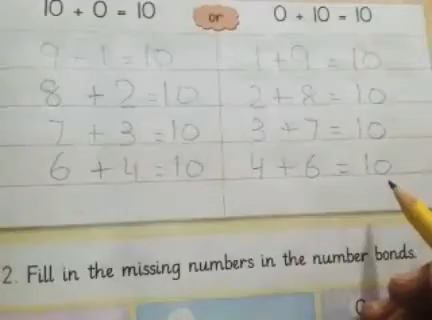 10 + 0 = 10 or 0 + 10 = 10
9 - 1 = 10 1 + 9 = 10
8 + 2 = 10 2 + 8 = 10
7 + 3 = 10 3 + 7 = 10
6 + 4 = 10 4 + 6 = 10
2. Fill in the missing numbers in the number bonds.